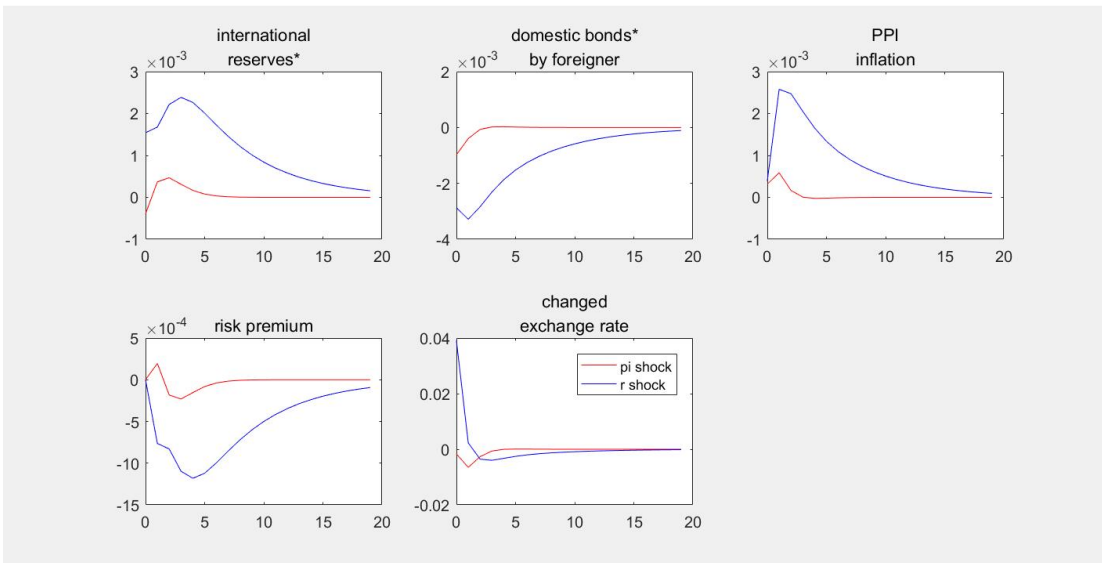 international
reserves*
×10-3
3
2
1
0
-1
0 5 10 15 20
domestic bonds*
by foreigner
×10-3
2
0
-2
-4
0 5 10 15 20
PPI
inflation
×10-3
3
2
1
0
-1
0 5 10 15 20
risk premium
×10-4
5
0
-5
-10
-15
0 5 10 15 20
changed
exchange rate
0.04
0.02
0
-0.02
0 5 10 15 20
pi shock
r shock